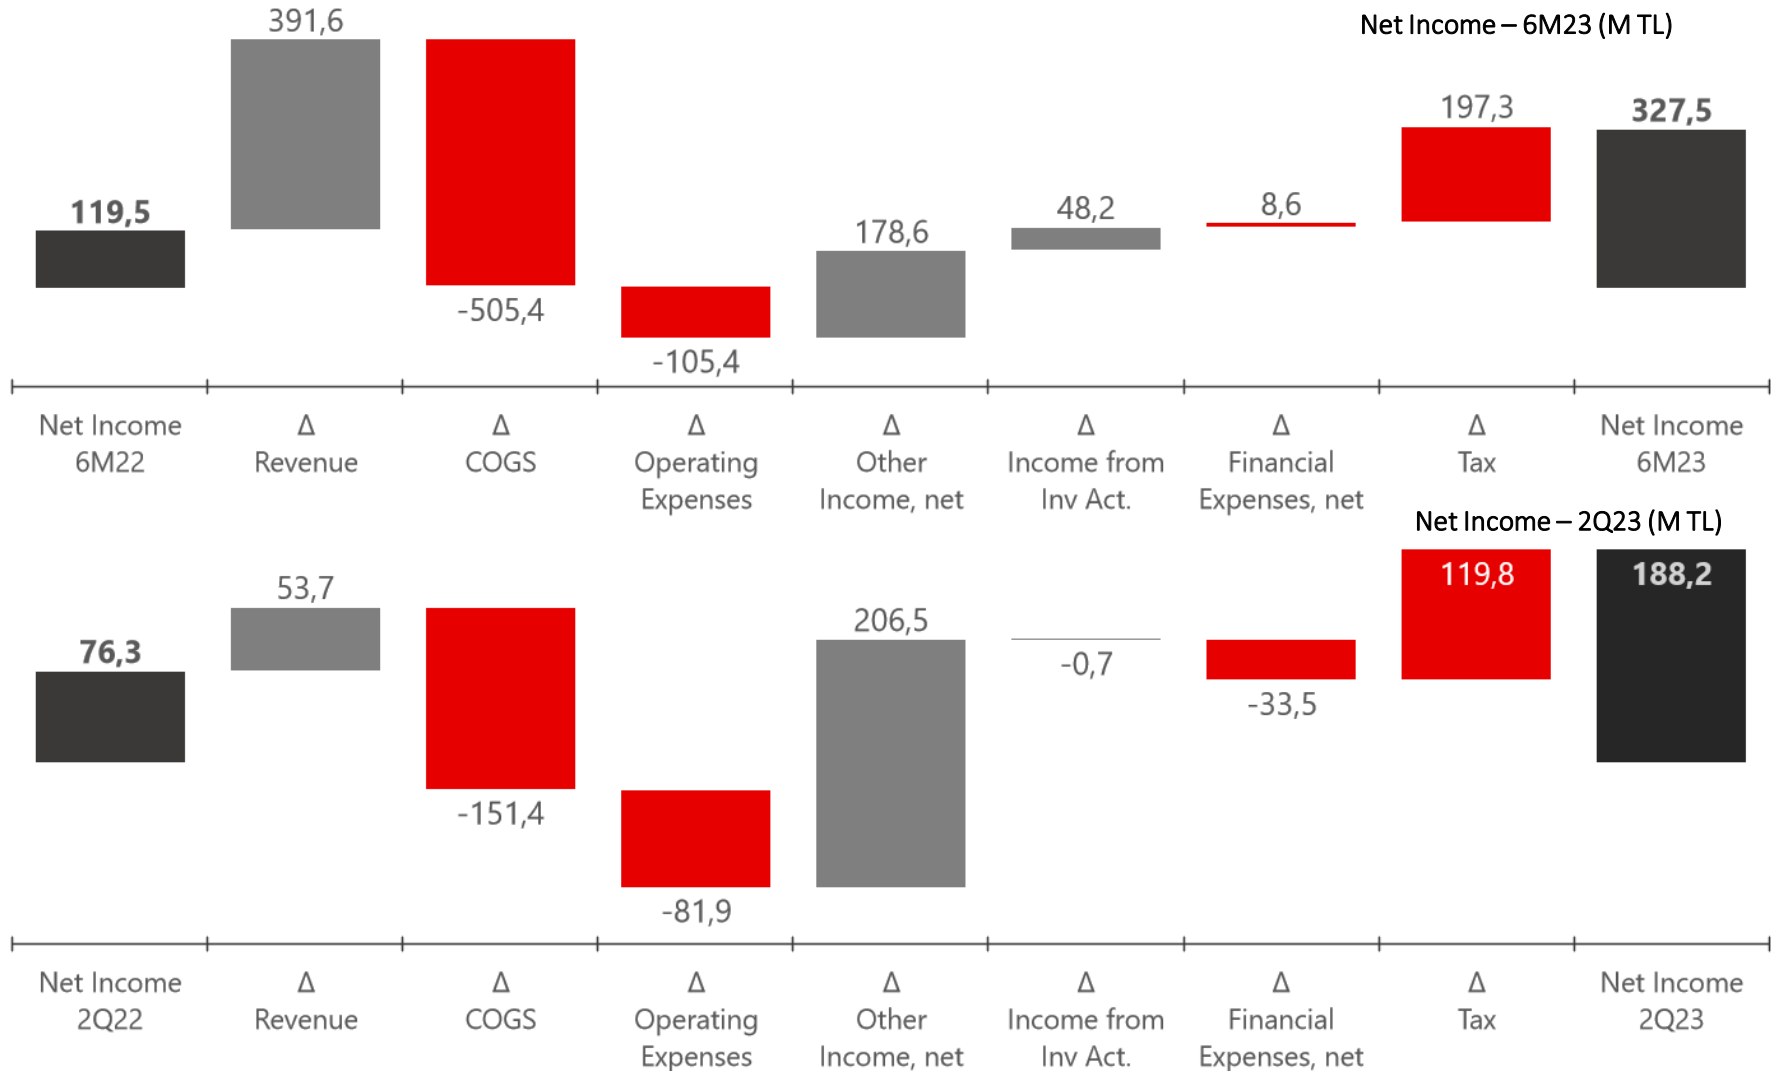 Net Income – 6M23 (M TL)
391,6
119,5
-505,4
-105,4
178,6
48,2
8,6
197,3
327,5
Net Income
6M22
Δ
Revenue
Δ
COGS
Δ
Operating
Expenses
Δ
Other
Income, net
Δ
Income from
Inv Act.
Δ
Financial
Expenses, net
Δ
Tax
Net Income
6M23
Net Income – 2Q23 (M TL)
76,3
53,7
-151,4
-81,9
206,5
-0,7
-33,5
119,8
188,2
Net Income
2Q22
Δ
Revenue
Δ
COGS
Δ
Operating
Expenses
Δ
Other
Income, net
Δ
Income from
Inv Act.
Δ
Financial
Expenses, net
Δ
Tax
Net Income
2Q23